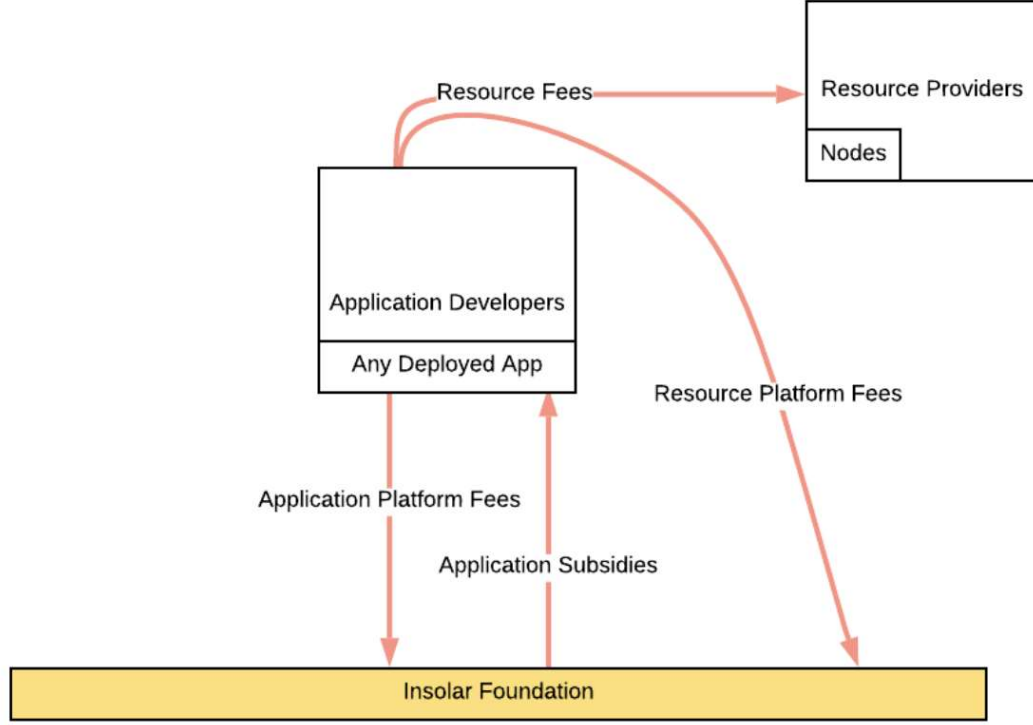 Resource Fees
Resource Providers
Nodes
Application Developers
Any Deployed App
Resource Platform Fees
Application Platform Fees
Application Subsidies
Insolar Foundation